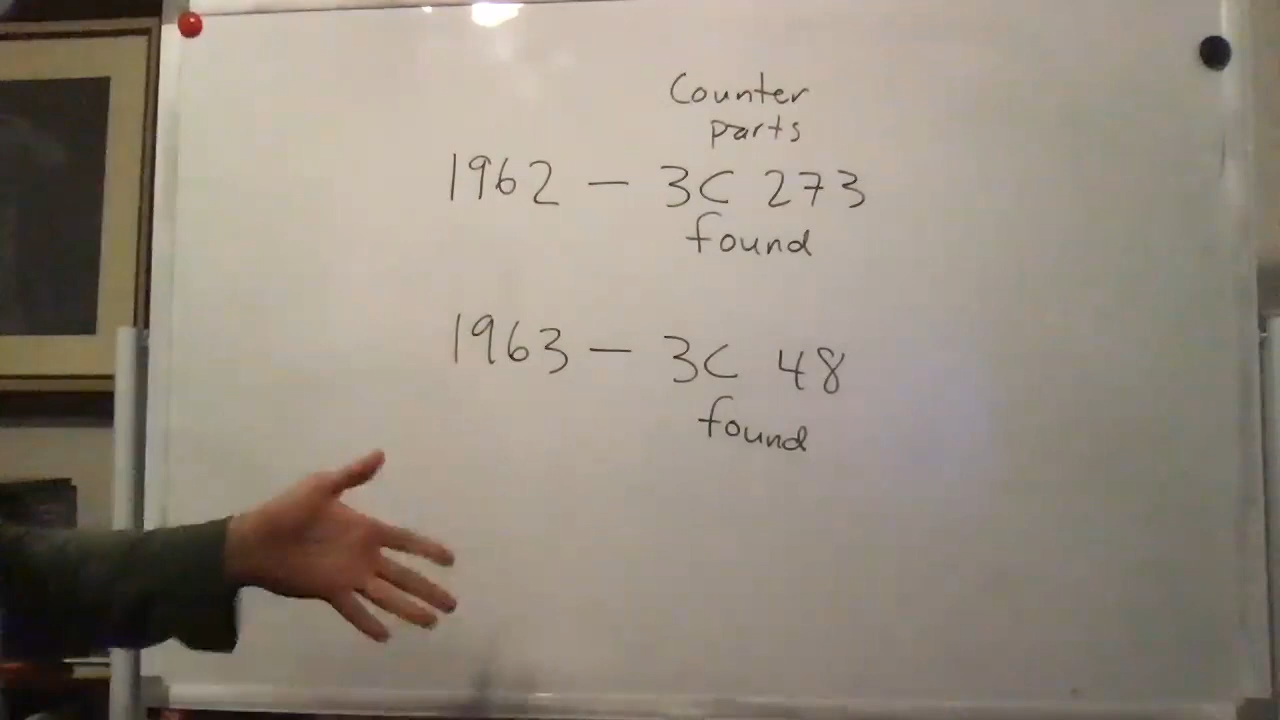 Counter
parts
1962 — 3C 273
found
1963 — 3C 48
found